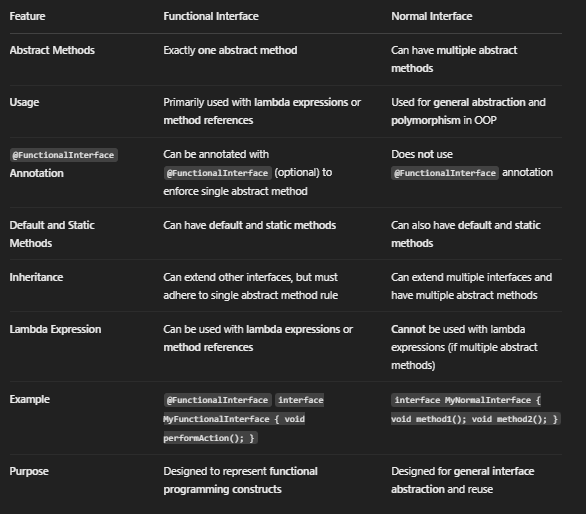 Feature Functional Interface Normal Interface
Abstract Methods Exactly one abstract method Can have multiple abstract
methods
Usage Primarily used with lambda expressions or Used for general abstraction and
method references polymorphism in OOP
@FunctionalInterface Can be annotated with Does not use
Annotation @FunctionalInterface (optional) to @FunctionalInterface annotation
enforce single abstract method
Default and Static Can have default and static methods Can also have default and static
Methods methods
Inheritance Can extend other interfaces, but must Can extend multiple interfaces and
adhere to single abstract method rule have multiple abstract methods
Lambda Expression Can be used with lambda expressions or Cannot be used with lambda
method references expressions (if multiple abstract
methods)
Example @FunctionalInterface interface interface MyNormalInterface {
MyFunctionalInterface { void void method1(); void method2(); }
performAction(); }
Purpose Designed to represent functional Designed for general interface
programming constructs abstraction and reuse